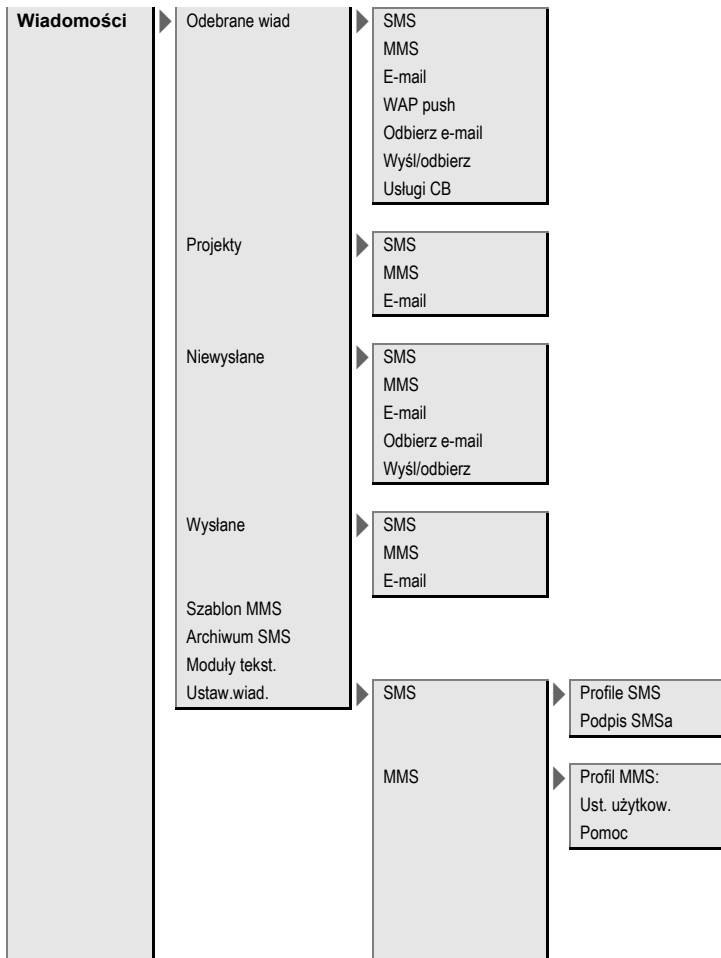 Wiadomości
Odebrane wiad
SMS
MMS
E-mail
WAP push
Odbierz e-mail
Wyśl/odbierz
Usługi CB
Projekty
SMS
MMS
E-mail
Niewysłane
SMS
MMS
E-mail
Odbierz e-mail
Wyśl/odbierz
Wysłane
SMS
MMS
E-mail
Szablon MMS
Archiwum SMS
Moduły tekst.
Ustaw.wiad.
SMS
Profile SMS
Podpis SMSa
MMS
Profil MMS:
Ust. użytkow.
Pomoc